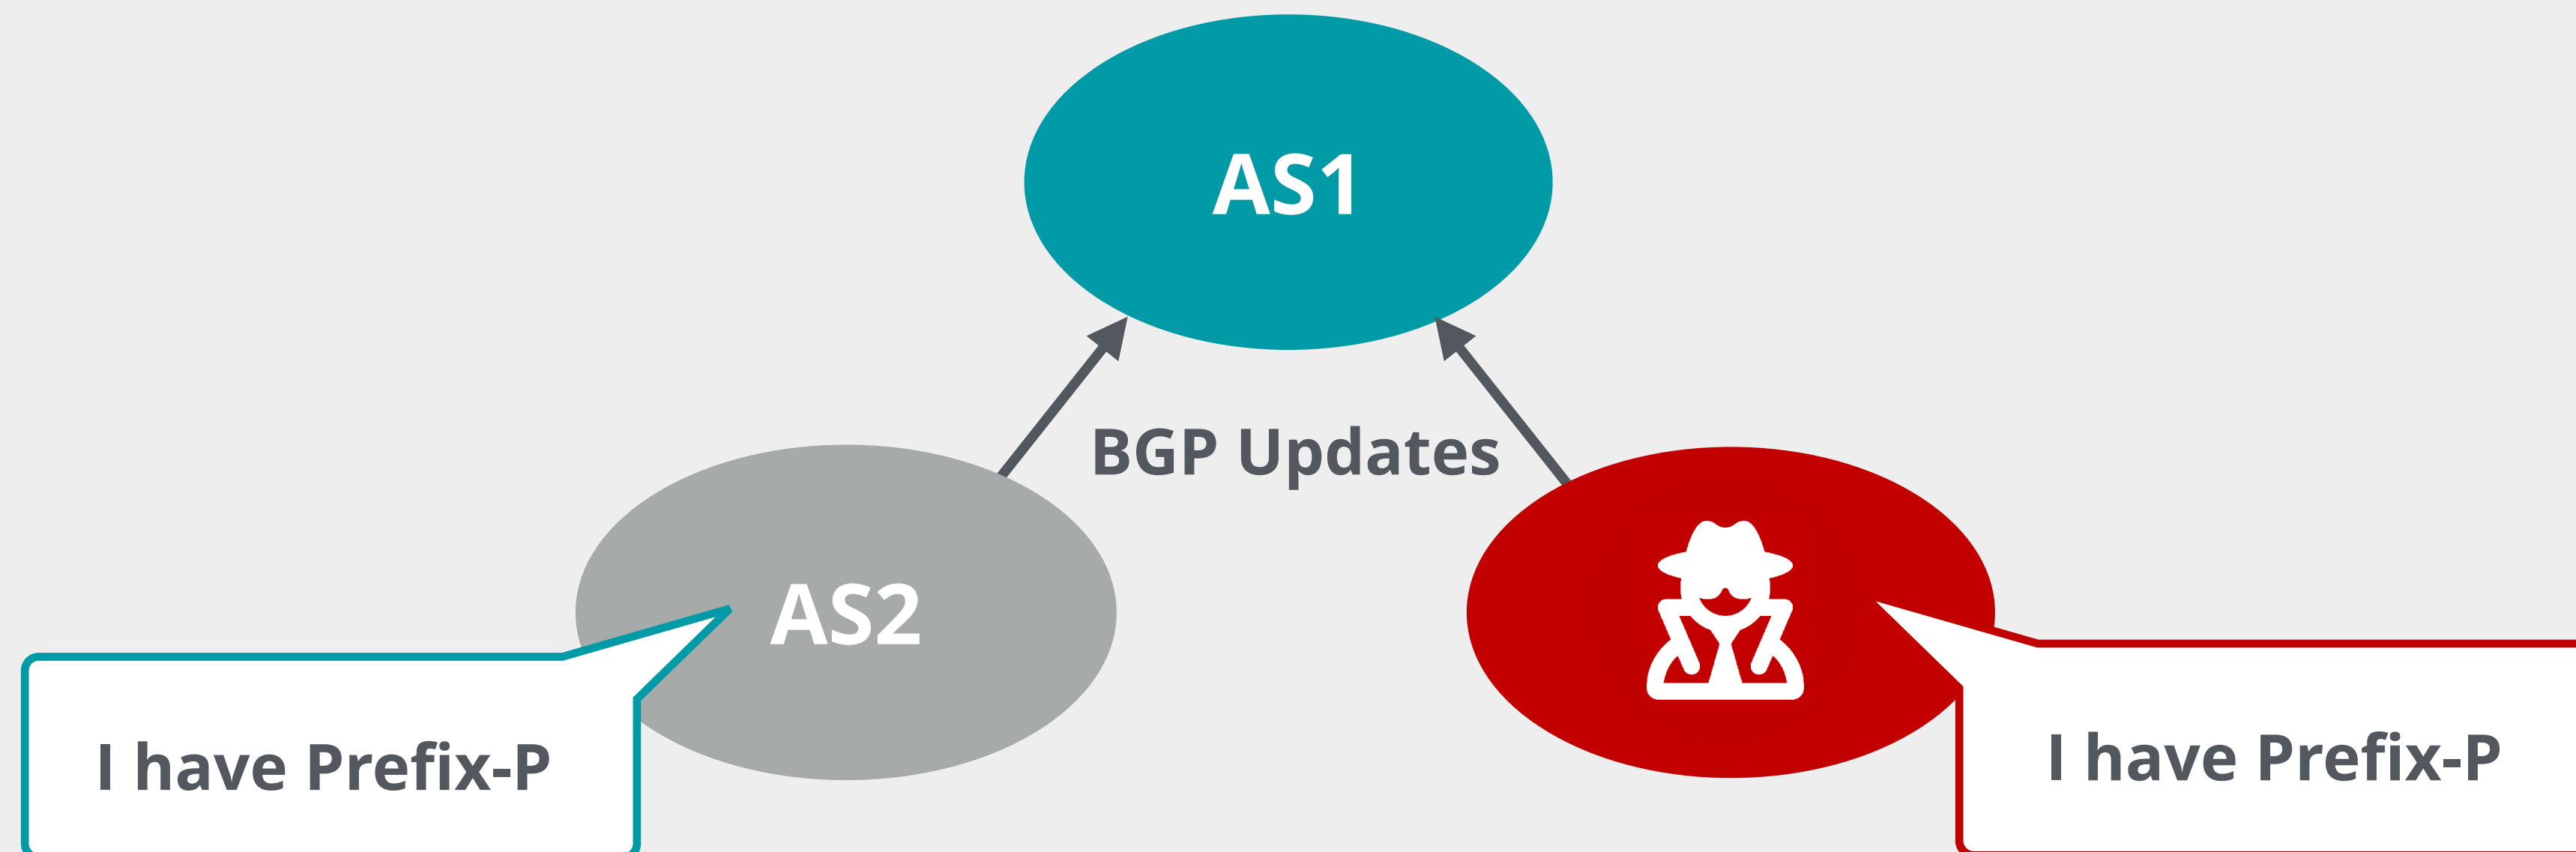 AS1
BGP Updates
AS2
I have Prefix-P
I have Prefix-P